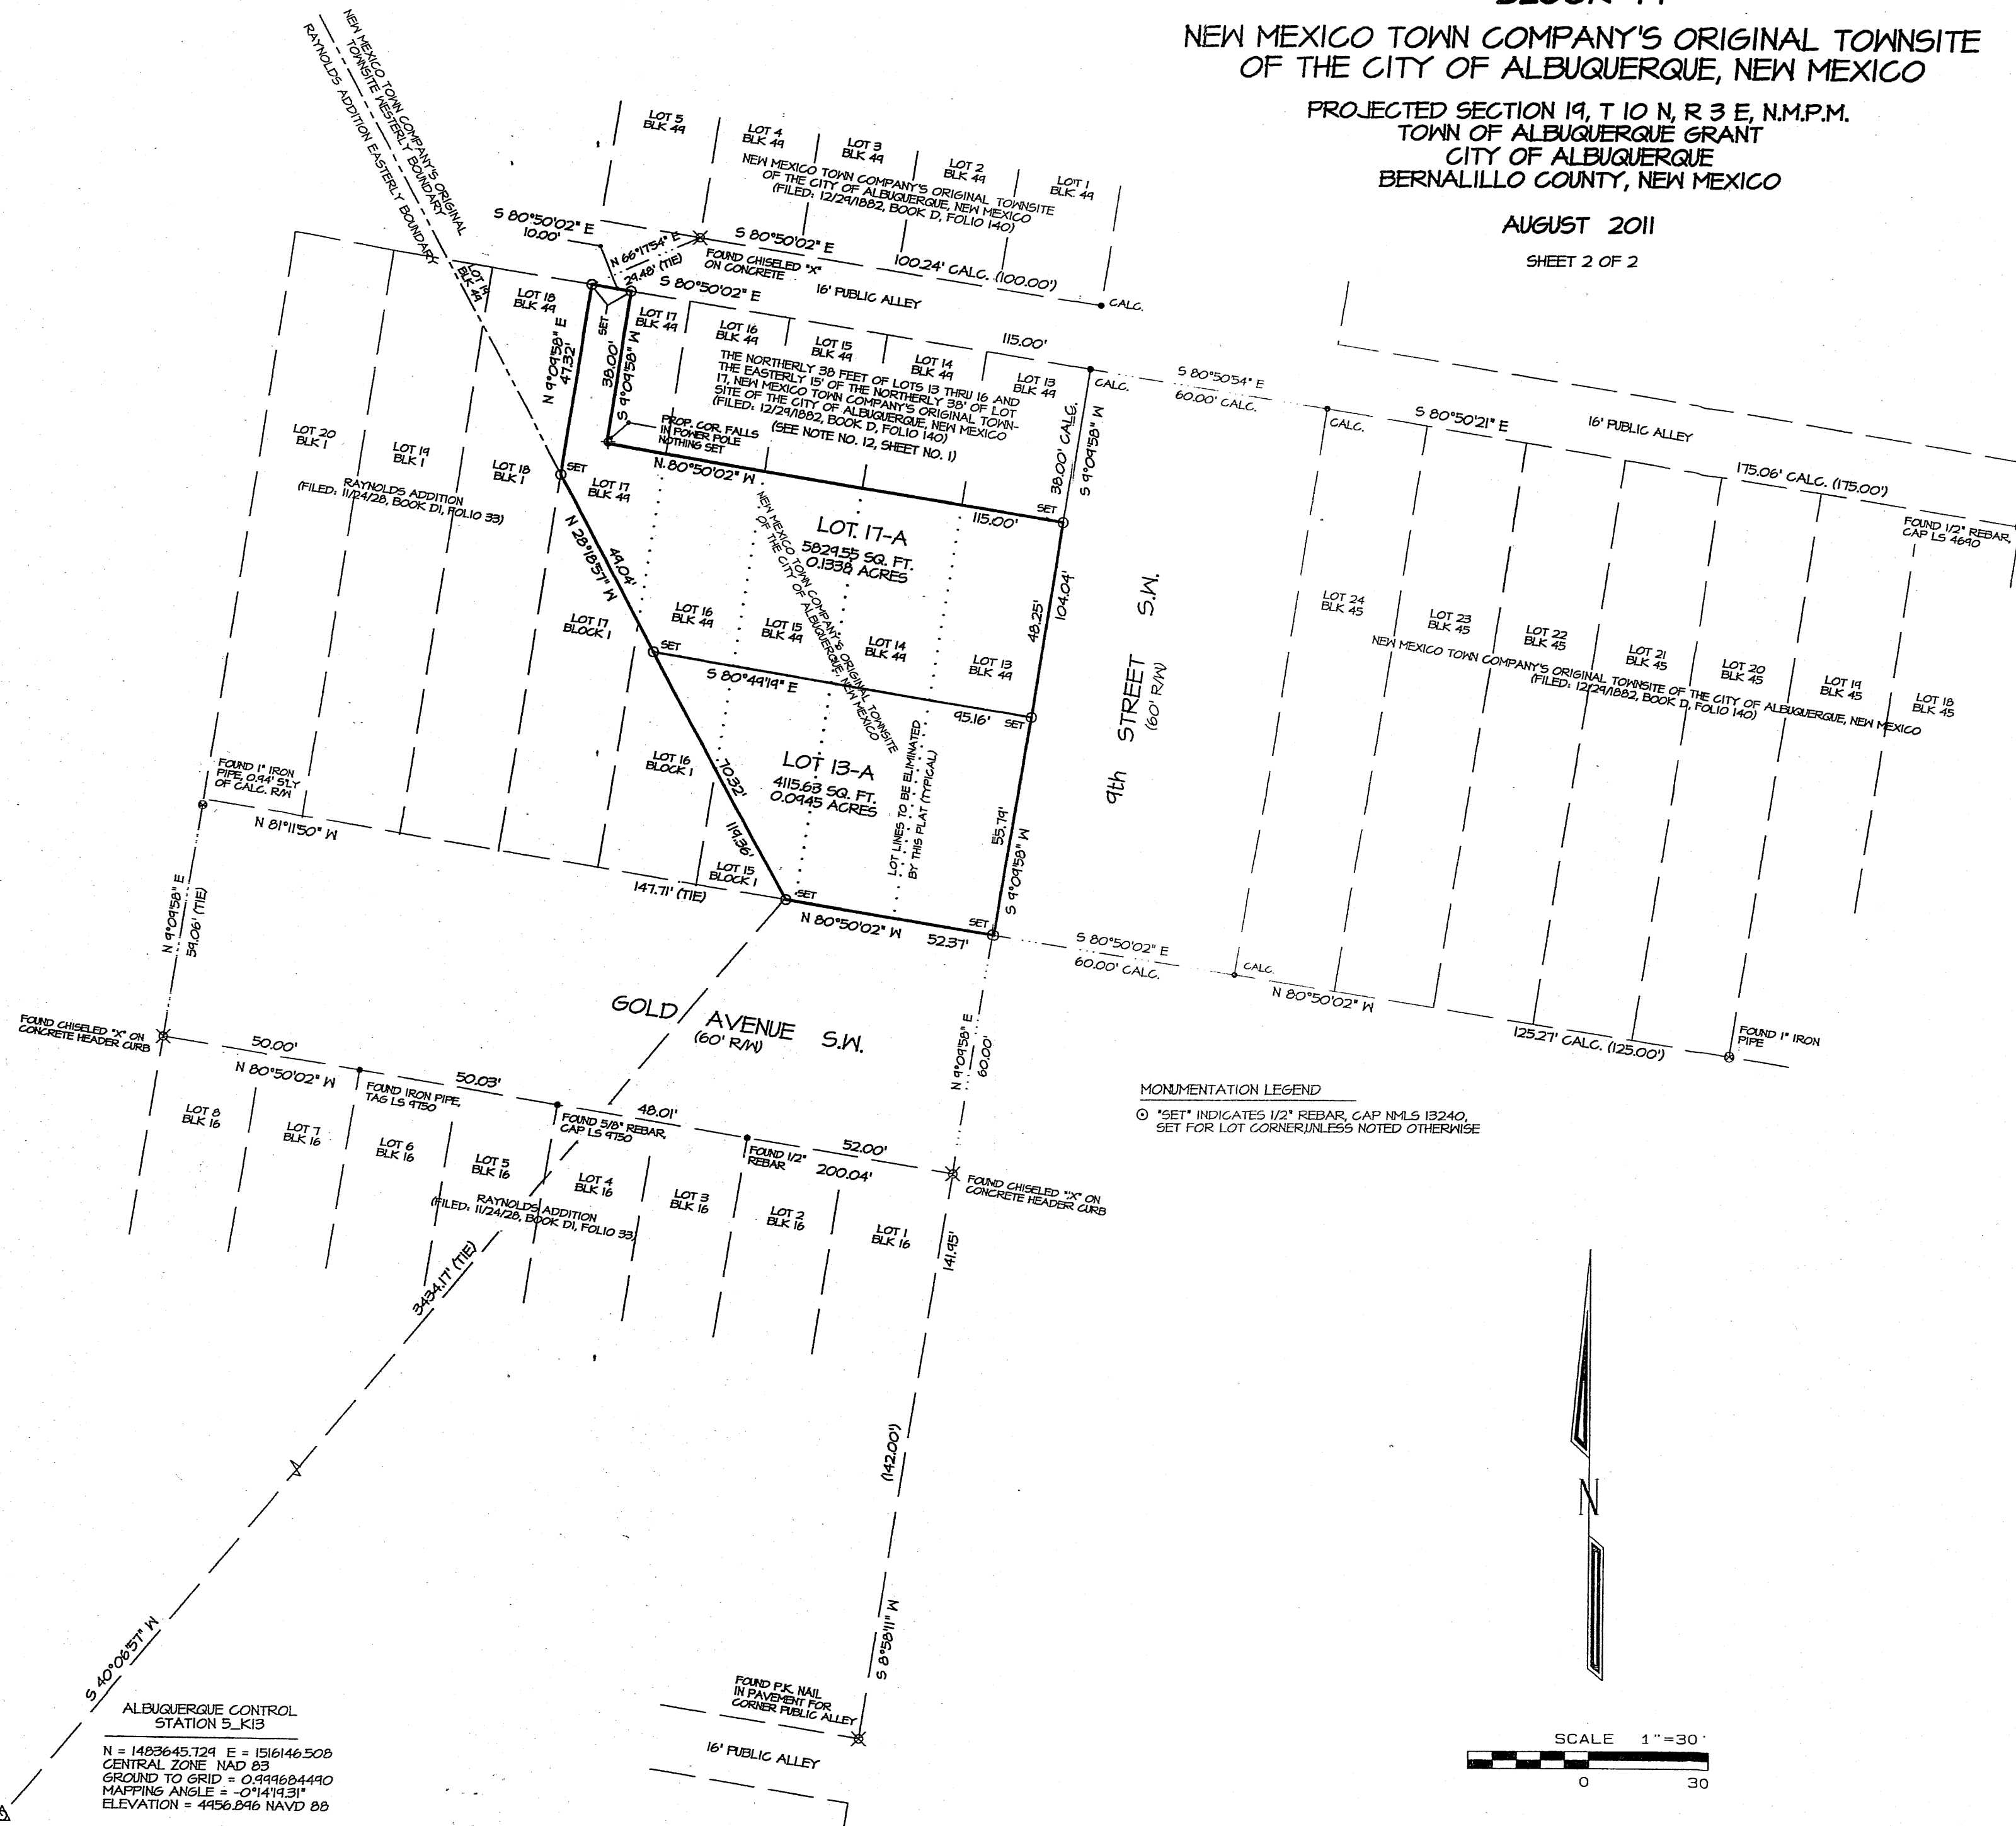 NEW MEXICO TOWN COMPANY'S ORIGINAL TOWNSITE
OF THE CITY OF ALBUQUERQUE, NEW MEXICO
PROJECTED SECTION 19, T 10 N, R 3 E, N.M.P.M.
TOWN OF ALBUQUERQUE GRANT
CITY OF ALBUQUERQUE
BERNALILLO COUNTY, NEW MEXICO
AUGUST 2011
SHEET 2 OF 2
NEW MEXICO TOWN COMPANY'S ORIGINAL
TOWNSITE WESTERLY BOUNDARY
RAYNOLDS ADDITION EASTERLY BOUNDARY
LOT 5
BLK 49
LOT 4
BLK 49
LOT 3
BLK 49
LOT 2
BLK 49
LOT 1
BLK 49
NEW MEXICO TOWN COMPANY'S ORIGINAL TOWNSITE
OF THE CITY OF ALBUQUERQUE, NEW MEXICO
(FILED: 12/29/1882, BOOK D, FOLIO 140)
S 80°50'02" E
10.00'
N 66°17'54" E
29.48' (TIE)
S 80°50'02" E
100.24' CALC. (100.00')
FOUND CHISELED "X"
ON CONCRETE
16' PUBLIC ALLEY
CALC.
S 80°50'02" E
115.00'
LOT 19
BLK 49
LOT 18
BLK 49
LOT 17
BLK 49
LOT 16
BLK 49
LOT 15
BLK 49
LOT 14
BLK 49
LOT 13
BLK 49
CALC.
THE NORTHERLY 38 FEET OF LOTS 13 THRU 16 AND
THE EASTERLY 15' OF THE NORTHERLY 38' OF LOT
17, NEW MEXICO TOWN COMPANY'S ORIGINAL TOWN-
SITE OF THE CITY OF ALBUQUERQUE, NEW MEXICO
(FILED: 12/29/1882, BOOK D, FOLIO 140)
(SEE NOTE NO. 12, SHEET NO. 1)
N 9°09'58" E
47.32'
SET
38.00'
S 9°09'58" W
PROP. COR. FALLS
IN POWER POLE
NOTHING SET
38.00' CALC.
S 9°09'58" W
S 80°50'54" E
60.00' CALC.
CALC.
S 80°50'21" E
16' PUBLIC ALLEY
175.06' CALC. (175.00')
FOUND 1/2" REBAR,
CAP LS 4690
LOT 20
BLK 1
LOT 19
BLK 1
LOT 18
BLK 1
RAYNOLDS ADDITION
(FILED: 11/24/28, BOOK D1, FOLIO 33)
SET
LOT 17
BLK 49
N 80°50'02" W
115.00'
SET
NEW MEXICO TOWN COMPANY'S ORIGINAL TOWNSITE
OF THE CITY OF ALBUQUERQUE, NEW MEXICO
LOT 17-A
5829.55 SQ. FT.
0.1338 ACRES
N 28°18'57" W
49.04'
48.25'
104.04'
9th STREET S.W.
(60' R/W)
LOT 17
BLOCK 1
SET
LOT 16
BLK 49
LOT 15
BLK 49
LOT 14
BLK 49
LOT 13
BLK 49
S 80°49'19" E
95.16'
SET
LOT 24
BLK 45
LOT 23
BLK 45
LOT 22
BLK 45
LOT 21
BLK 45
LOT 20
BLK 45
LOT 19
BLK 45
LOT 18
BLK 45
NEW MEXICO TOWN COMPANY'S ORIGINAL TOWNSITE OF THE CITY OF ALBUQUERQUE, NEW MEXICO
(FILED: 12/29/1882, BOOK D, FOLIO 140)
LOT 16
BLOCK 1
70.32'
119.36'
LOT 13-A
4115.63 SQ. FT.
0.0945 ACRES
LOT LINES TO BE ELIMINATED
BY THIS PLAT (TYPICAL)
55.79'
S 9°09'58" W
FOUND 1" IRON
PIPE, 0.94' S'LY
OF CALC. R/W
N 81°11'50" W
LOT 15
BLOCK 1
147.71' (TIE)
SET
N 80°50'02" W
52.37'
SET
S 80°50'02" E
60.00' CALC.
CALC.
N 80°50'02" W
125.27' CALC. (125.00')
FOUND 1" IRON
PIPE
N 9°09'58" E
59.06' (TIE)
GOLD AVENUE S.W.
(60' R/W)
N 9°09'58" E
60.00'
FOUND CHISELED "X" ON
CONCRETE HEADER CURB
50.00'
N 80°50'02" W
FOUND IRON PIPE,
TAG LS 9750
50.03'
FOUND 5/8" REBAR,
CAP LS 9750
48.01'
FOUND 1/2"
REBAR
52.00'
200.04'
FOUND CHISELED "X" ON
CONCRETE HEADER CURB
MONUMENTATION LEGEND
"SET" INDICATES 1/2" REBAR, CAP NMLS 13240,
SET FOR LOT CORNER,UNLESS NOTED OTHERWISE
LOT 8
BLK 16
LOT 7
BLK 16
LOT 6
BLK 16
LOT 5
BLK 16
LOT 4
BLK 16
LOT 3
BLK 16
LOT 2
BLK 16
LOT 1
BLK 16
RAYNOLDS ADDITION
(FILED: 11/24/28, BOOK D1, FOLIO 33)
3434.17' (TIE)
S 40°06'57" W
141.95'
(142.00')
S 8°58'11" W
FOUND P.K. NAIL
IN PAVEMENT FOR
CORNER PUBLIC ALLEY
16' PUBLIC ALLEY
ALBUQUERQUE CONTROL
STATION 5_K13
N = 1483645.729 E = 1516146.508
CENTRAL ZONE NAD 83
GROUND TO GRID = 0.999684490
MAPPING ANGLE = -0°14'19.31"
ELEVATION = 4956.896 NAVD 88
N
SCALE 1"=30'
0 30